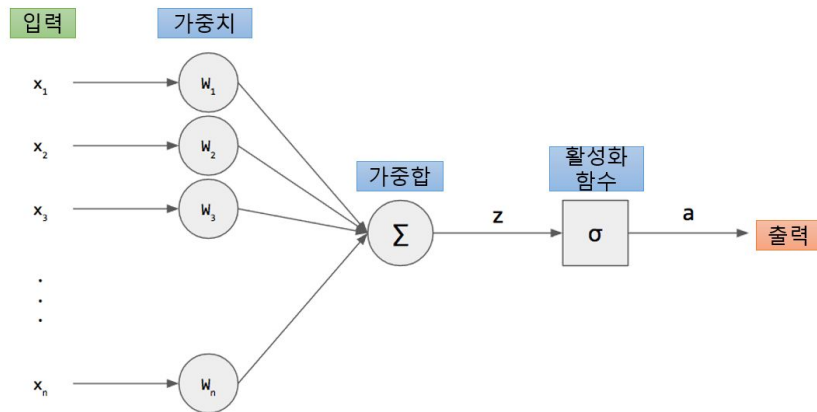 입력
가중치
x₁
W₁
x₂
W₂
가중합
활성화
함수
x₃
W₃
Σ
z
σ
a
출력
.
.
.
xₙ
Wₙ